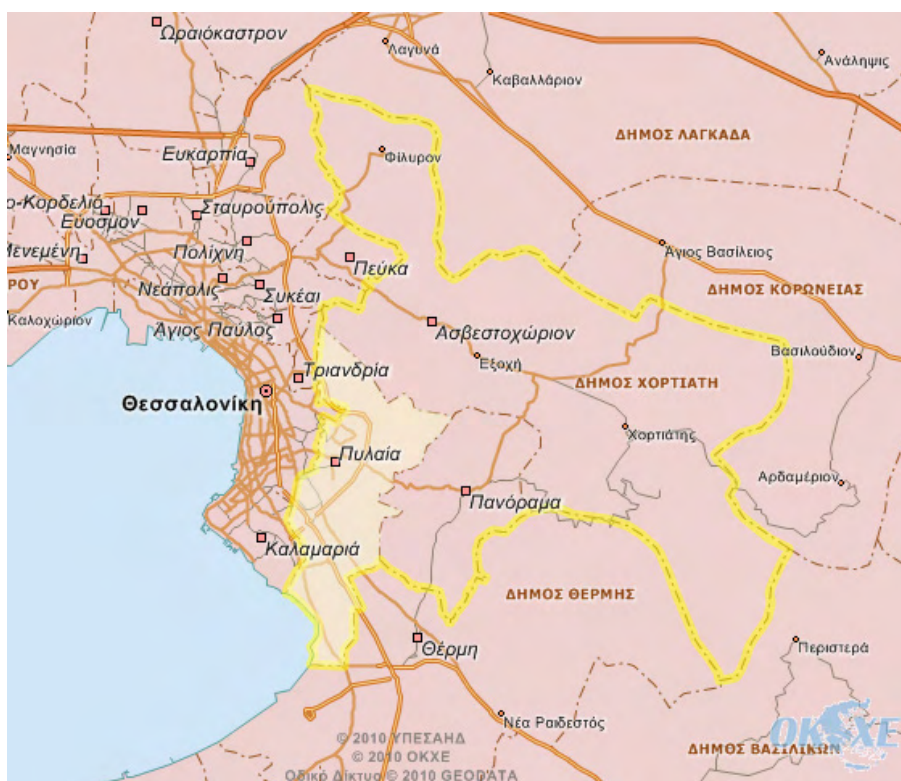 Ωραιόκαστρον
Λαγυνά
Ανάληψις
Καβαλλάριον
ΔΗΜΟΣ ΛΑΓΚΑΔΑ
Μαγνησία
Ευκαρπία
Φίλυρον
ο-Κορδελιό
Σταυρούπολις
Εύοσμον
Πολίχνη
Μενεμένη
Πεύκα
Άγιος Βασίλειος
ΡΟΥ
Νεάπολις
Συκέαι
ΔΗΜΟΣ ΚΟΡΩΝΕΙΑΣ
Καλοχώριον
Άγιος Παύλος
Ασβεστοχώριον
Βασιλούδιον
Εξοχή
Τριανδρία
ΔΗΜΟΣ ΧΟΡΤΙΑΤΗ
Θεσσαλονίκη
Χορτιάτης
Πυλαία
Αρδαμέριον
Πανόραμα
Καλαμαριά
ΔΗΜΟΣ ΘΕΡΜΗΣ
Θέρμη
Περιστερά
Νέα Ραιδεστός
© 2010 ΥΠΕΣΑΗΔ
© 2010 ΟΚΧΕ
Οδικό Δίκτυο © 2010 GEODATA
ΔΗΜΟΣ ΒΑΣΙΛΙΚΩΝ
ΟΚΧΕ